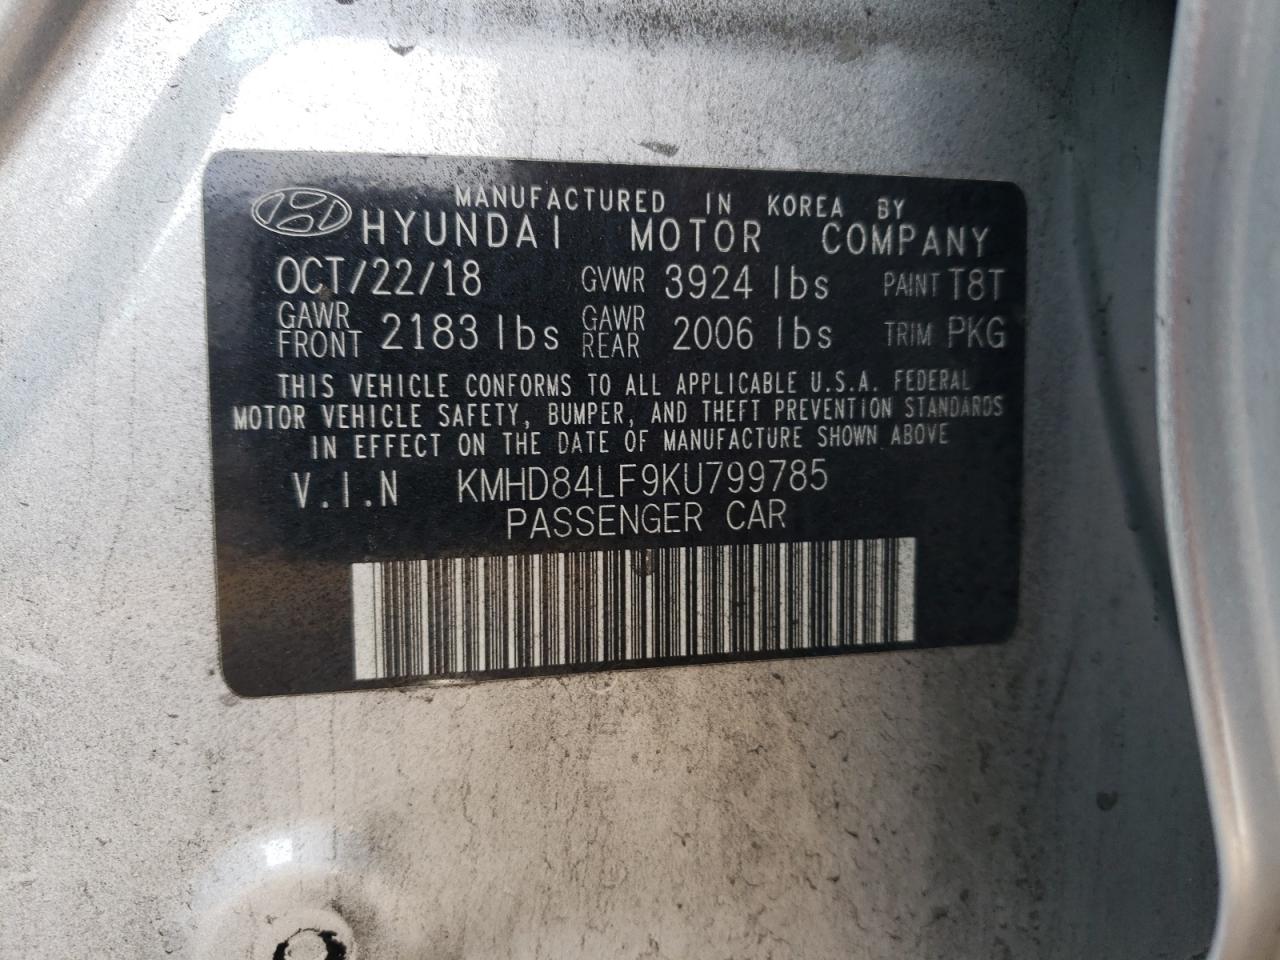 MANUFACTURED IN KOREA BY
HYUNDAI MOTOR COMPANY
OCT/22/18 GVWR 3924 lbs PAINT T8T
GAWR FRONT 2183 lbs GAWR REAR 2006 lbs TRIM PKG
THIS VEHICLE CONFORMS TO ALL APPLICABLE U.S.A. FEDERAL
MOTOR VEHICLE SAFETY, BUMPER, AND THEFT PREVENTION STANDARDS
IN EFFECT ON THE DATE OF MANUFACTURE SHOWN ABOVE
V.I.N KMHD84LF9KU799785
PASSENGER CAR